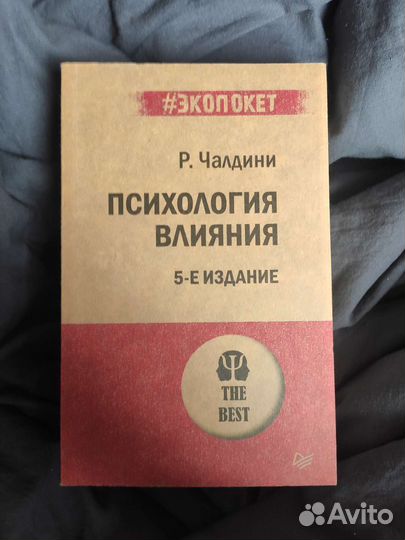 #ЭКОПОКЕТ
Р. Чалдини
ПСИХОЛОГИЯ
ВЛИЯНИЯ
5-Е ИЗДАНИЕ
Ψ
THE
BEST
Avito